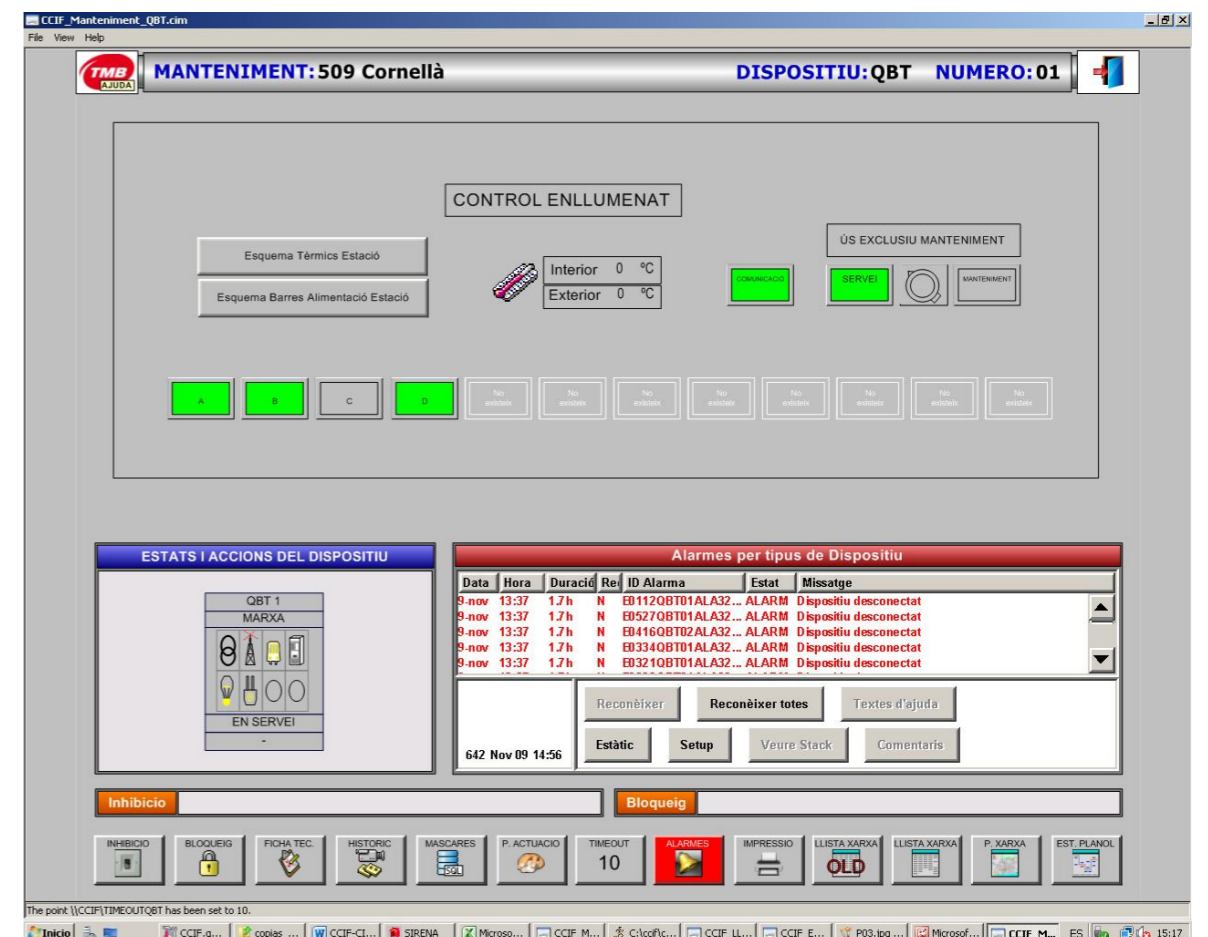 CCIF_Manteniment_QBT.cim
File View Help
TMB
AJUDA
MANTENIMENT: 509 Cornellà DISPOSITIU: QBT NUMERO: 01
CONTROL ENLLUMENAT
ÚS EXCLUSIU MANTENIMENT
Esquema Tèrmics Estació
Interior 0 ºC
COMUNICACIÓ
SERVEI
MANTENIMENT
Esquema Barres Alimentació Estació
Exterior 0 ºC
A B C D
No existeix No existeix No existeix No existeix No existeix No existeix No existeix No existeix
ESTATS I ACCIONS DEL DISPOSITIU
QBT 1
MARXA
EN SERVEI
-
Alarmes per tipus de Dispositiu
Data Hora Duració Re ID Alarma Estat Missatge
9-nov 13:37 1.7 h N E0112QBT01ALA32... ALARM Dispositiu desconectat
9-nov 13:37 1.7 h N E0527QBT01ALA32... ALARM Dispositiu desconectat
9-nov 13:37 1.7 h N E0416QBT02ALA32... ALARM Dispositiu desconectat
9-nov 13:37 1.7 h N E0334QBT01ALA32... ALARM Dispositiu desconectat
9-nov 13:37 1.7 h N E0321QBT01ALA32... ALARM Dispositiu desconectat
Reconèixer Reconèixer totes Textes d'ajuda
642 Nov 09 14:56
Estàtic Setup Veure Stack Comentaris
Inhibicio Bloqueig
INHIBICIO BLOQUEIG FICHA TEC. HISTORIC MASCARES P. ACTUACIO TIMEOUT ALARMES IMPRESSIO LLISTA XARXA LLISTA XARXA P. XARXA EST. PLANOL
SQL 10 OLD
The point \\CCIF\TIMEOUTQBT has been set to 10.
Inicio CCIF.g... copias ... CCIF-CI... SIRENA Microso... CCIF M... C:\ccif\c... CCIF LL... CCIF E... P03.jpg ... Microsof... CCIF M... ES 15:17